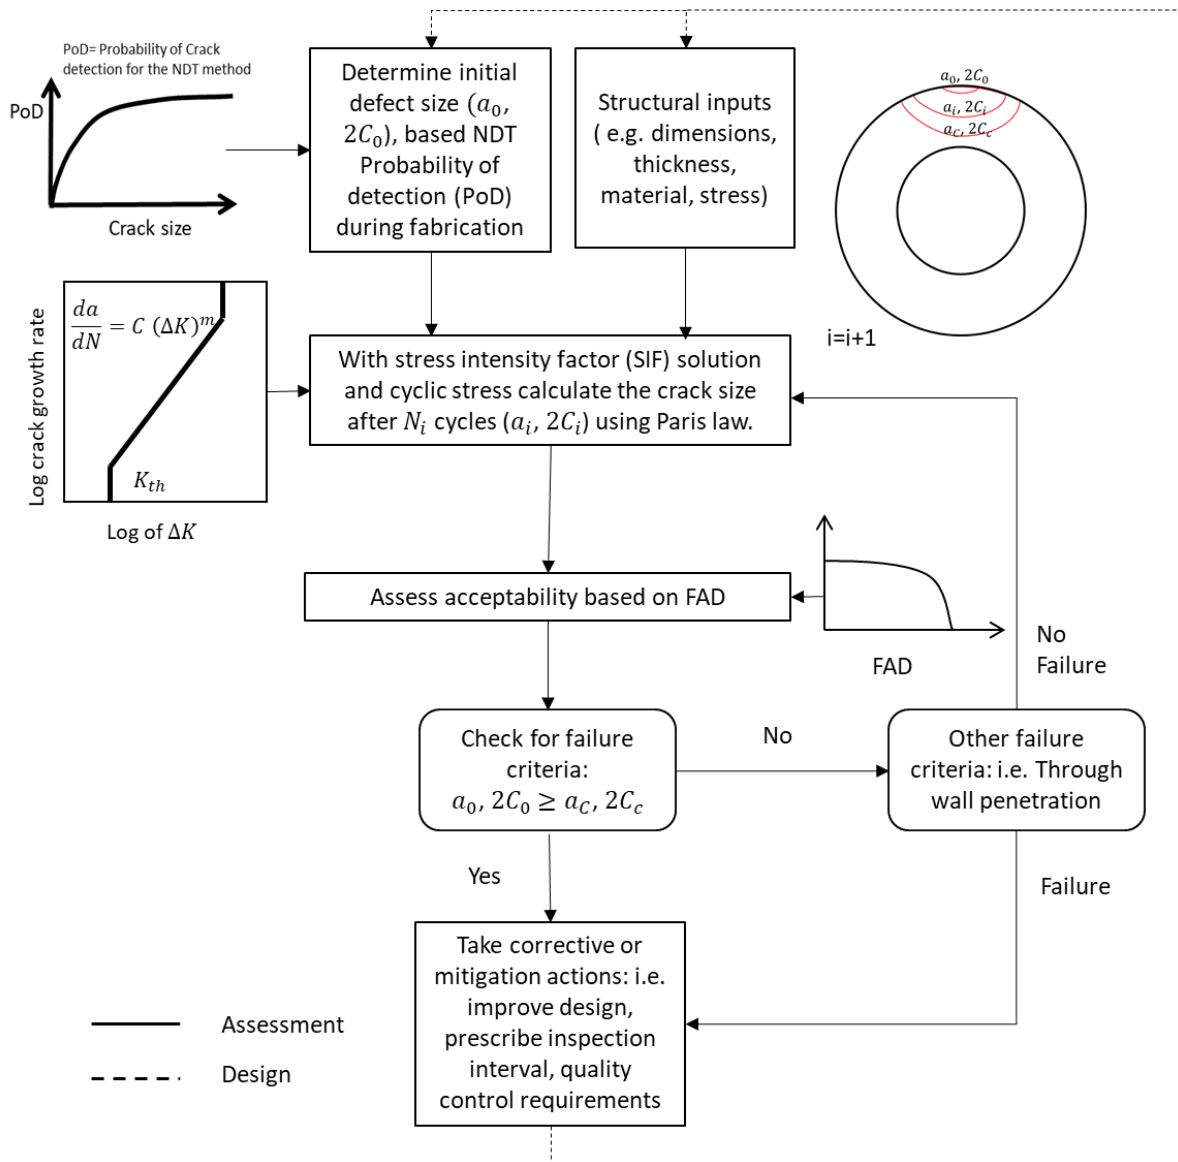 PoD= Probability of Crack
detection for the NDT method
PoD
Crack size
Determine initial
defect size (a₀,
2C₀), based NDT
Probability of
detection (PoD)
during fabrication
Structural inputs
( e.g. dimensions,
thickness,
material, stress)
a₀, 2C₀
aᵢ, 2Cᵢ
a_C, 2C_c
i=i+1
Log crack growth rate
da/dN = C (ΔK)ᵐ
K_th
Log of ΔK
With stress intensity factor (SIF) solution
and cyclic stress calculate the crack size
after Nᵢ cycles (aᵢ, 2Cᵢ) using Paris law.
Assess acceptability based on FAD
FAD
No
Failure
Check for failure
criteria:
a₀, 2C₀ ≥ a_C, 2C_c
No
Other failure
criteria: i.e. Through
wall penetration
Yes
Failure
Take corrective or
mitigation actions: i.e.
improve design,
prescribe inspection
interval, quality
control requirements
Assessment
Design